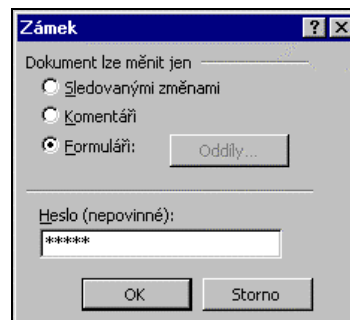 Zámek
Dokument lze měnit jen
Sledovanými změnami
Komentáři
Formuláři:
Oddíly...
Heslo (nepovinné):
*****
OK
Storno